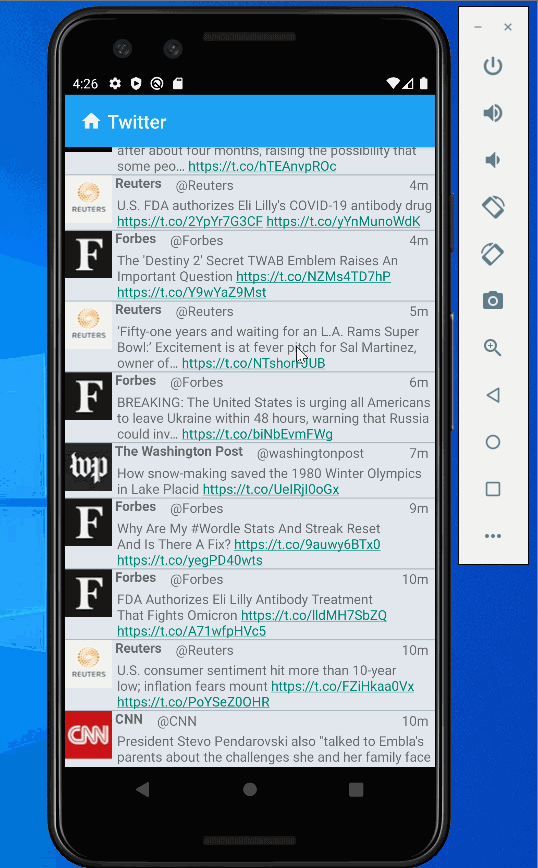 4:26
Twitter
after about four months, raising the possibility that
some peo… https://t.co/hTEAnvpROc
Reuters @Reuters 4m
REUTERS
U.S. FDA authorizes Eli Lilly's COVID-19 antibody drug
https://t.co/2YpYr7G3CF https://t.co/yYnMunoWdK
Forbes @Forbes 4m
F
The 'Destiny 2' Secret TWAB Emblem Raises An
Important Question https://t.co/NZMs4TD7hP
https://t.co/Y9wYaZ9Mst
Reuters @Reuters 5m
REUTERS
'Fifty-one years and waiting for an L.A. Rams Super
Bowl:' Excitement is at fever pitch for Sal Martinez,
owner of…
Forbes @Forbes 6m
F
BREAKING: The United States is urging all Americans
to leave Ukraine within 48 hours, warning that Russia
could inv… https://t.co/biNbEvmFWg
The Washington Post @washingtonpost 7m
wp
How snow-making saved the 1980 Winter Olympics
in Lake Placid https://t.co/UeIRjI0oGx
Forbes @Forbes 9m
F
Why Are My #Wordle Stats And Streak Reset
And Is There A Fix? https://t.co/9auwy6BTx0
https://t.co/yegPD40wts
Forbes @Forbes 10m
F
FDA Authorizes Eli Lilly Antibody Treatment
That Fights Omicron https://t.co/lldMH7SbZQ
https://t.co/A71wfpHVc5
Reuters @Reuters 10m
REUTERS
U.S. consumer sentiment hit more than 10-year
low; inflation fears mount https://t.co/FZiHkaa0Vx
https://t.co/PoYSeZ0OHR
CNN @CNN 10m
CNN
President Stevo Pendarovski also "talked to Embla's
parents about the challenges she and her family face